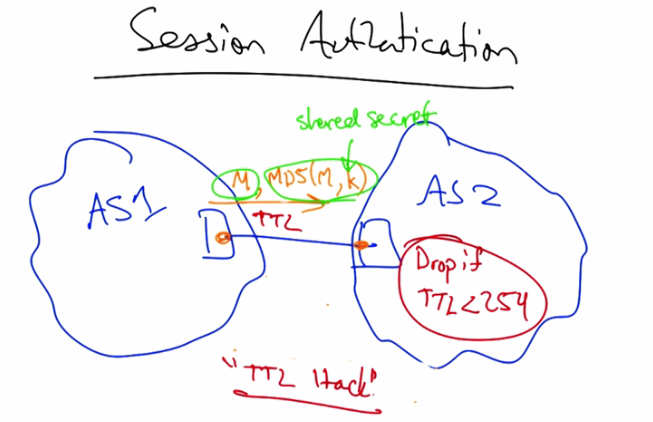 Session Authentication
shared secret
M, MD5(M, k)
AS1
TTL
AS2
Drop if
TTL<254
"TTL Hack"